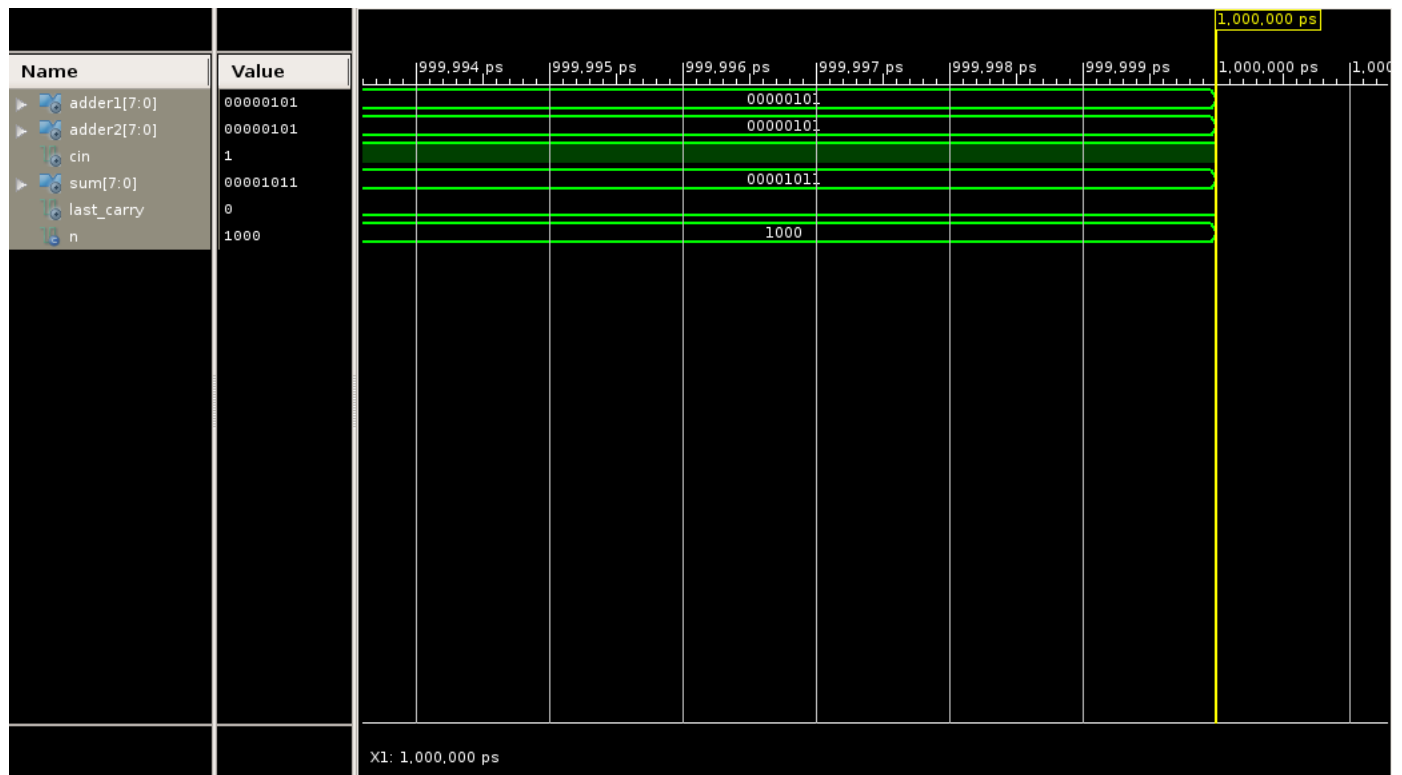 1,000,000 ps
Name Value
999,994 ps 999,995 ps 999,996 ps 999,997 ps 999,998 ps 999,999 ps 1,000,000 ps 1,000
adder1[7:0] 00000101 00000101
adder2[7:0] 00000101 00000101
cin 1
sum[7:0] 00001011 00001011
last_carry 0
n 1000 1000
X1: 1,000,000 ps